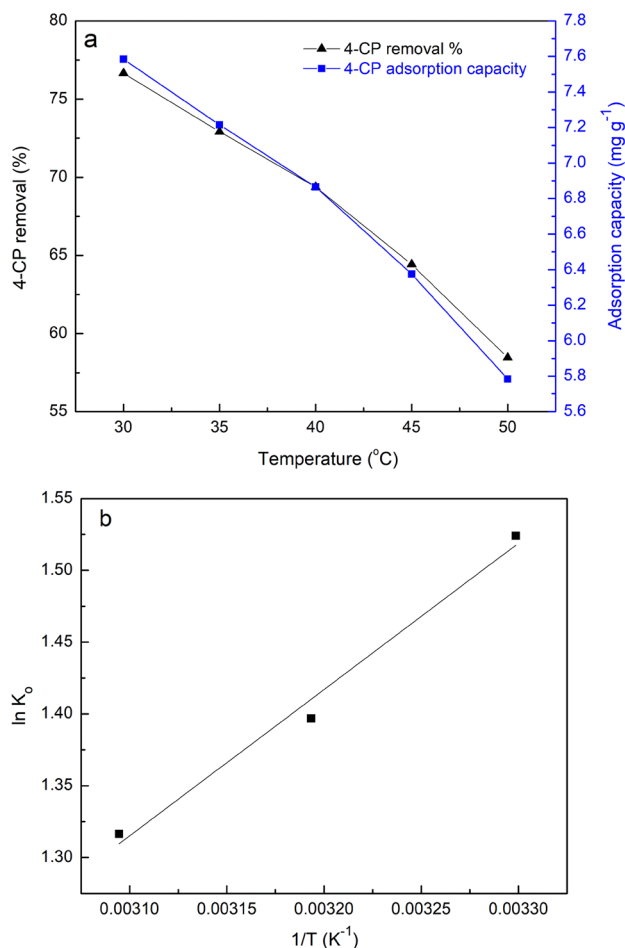 a
4-CP removal %
4-CP adsorption capacity
80
75
70
65
60
55
4-CP removal (%)
7.8
7.6
7.4
7.2
7.0
6.8
6.6
6.4
6.2
6.0
5.8
5.6
Adsorption capacity (mg g⁻¹)
30 35 40 45 50
Temperature (°C)
b
1.55
1.50
1.45
1.40
1.35
1.30
ln Kₒ
0.00310 0.00315 0.00320 0.00325 0.00330
1/T (K⁻¹)